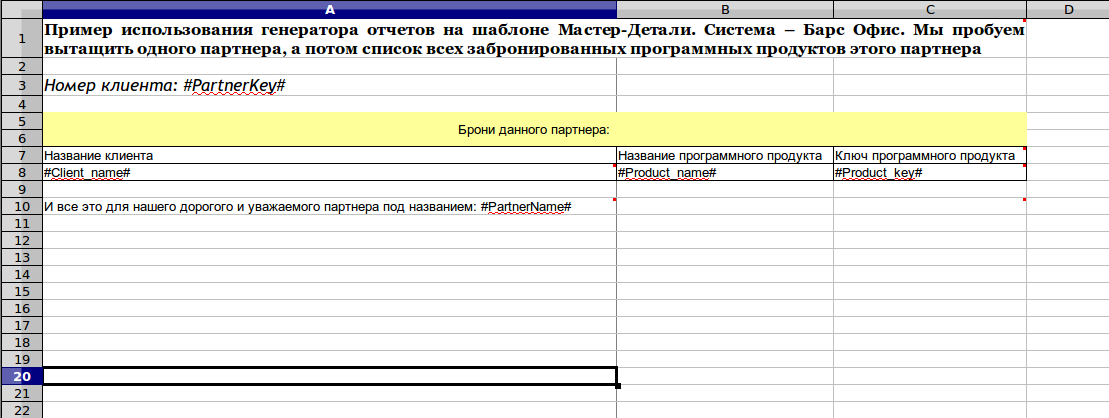 A B C D
1 Пример использования генератора отчетов на шаблоне Мастер-Детали. Система – Барс Офис. Мы пробуем
вытащить одного партнера, а потом список всех забронированных программных продуктов этого партнера
2
3 Номер клиента: #PartnerKey#
4
5
Брони данного партнера:
6
7 Название клиента Название программного продукта Ключ программного продукта
8 #Client_name# #Product_name# #Product_key#
9
10 И все это для нашего дорогого и уважаемого партнера под названием: #PartnerName#
11
12
13
14
15
16
17
18
19
20
21
22